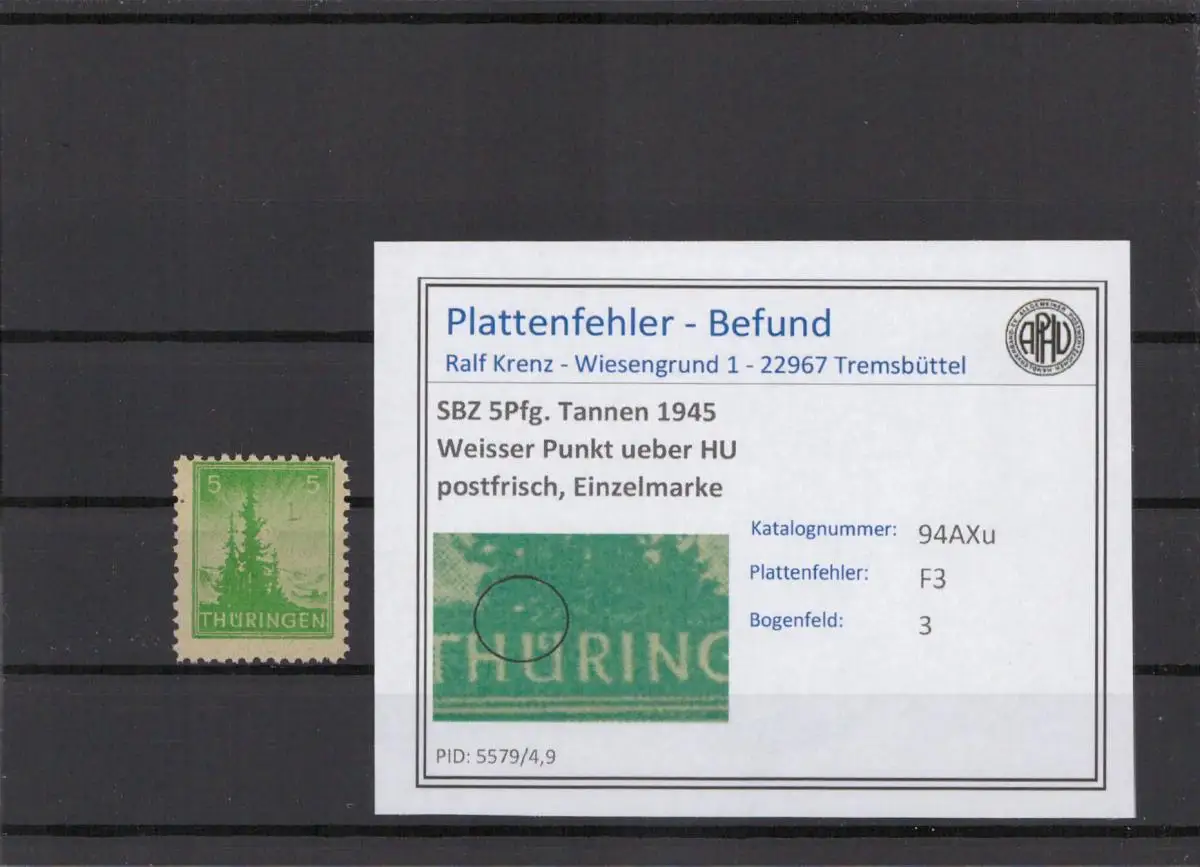 5 5
THÜRINGEN
Plattenfehler - Befund
Ralf Krenz - Wiesengrund 1 - 22967 Tremsbüttel
APHV
SBZ 5Pfg. Tannen 1945
Weisser Punkt ueber HU
postfrisch, Einzelmarke
THÜRING
Katalognummer: 94AXu
Plattenfehler: F3
Bogenfeld: 3
PID: 5579/4,9